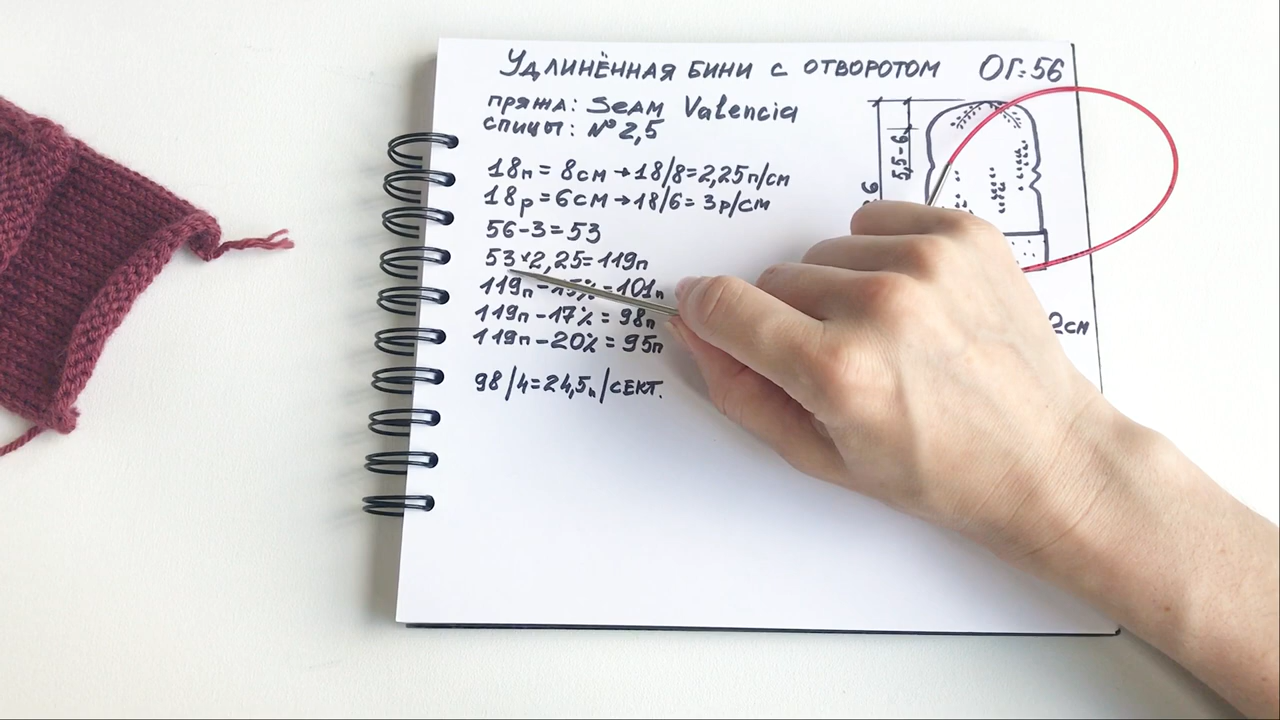 Удлинённая бини с отворотом ОГ=56
пряжа: Seam Valencia
спицы: №2,5
18п = 8см → 18/8=2,25п/см
18р = 6см → 18/6= 3р/см
56-3=53
53×2,25=119п
119п-15%=101п
119п-17% = 98п
119п-20% = 95п
98/4=24,5п/сект.
5,5-6
6
2см